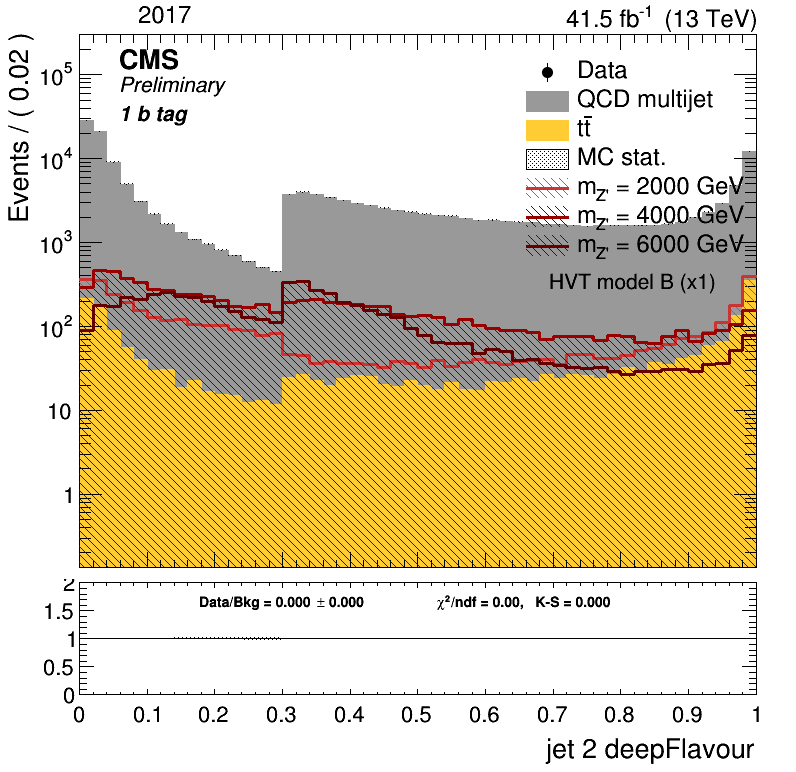 2017
41.5 fb⁻¹ (13 TeV)
Events / ( 0.02 )
CMS
Preliminary
1 b tag
Data
QCD multijet
tt̄
MC stat.
m_Z' = 2000 GeV
m_Z' = 4000 GeV
m_Z' = 6000 GeV
HVT model B (x1)
10⁵
10⁴
10³
10²
10
1
2
1.5
1
0.5
0
Data/Bkg = 0.000 ± 0.000
χ²/ndf = 0.00, K-S = 0.000
0 0.1 0.2 0.3 0.4 0.5 0.6 0.7 0.8 0.9 1
jet 2 deepFlavour